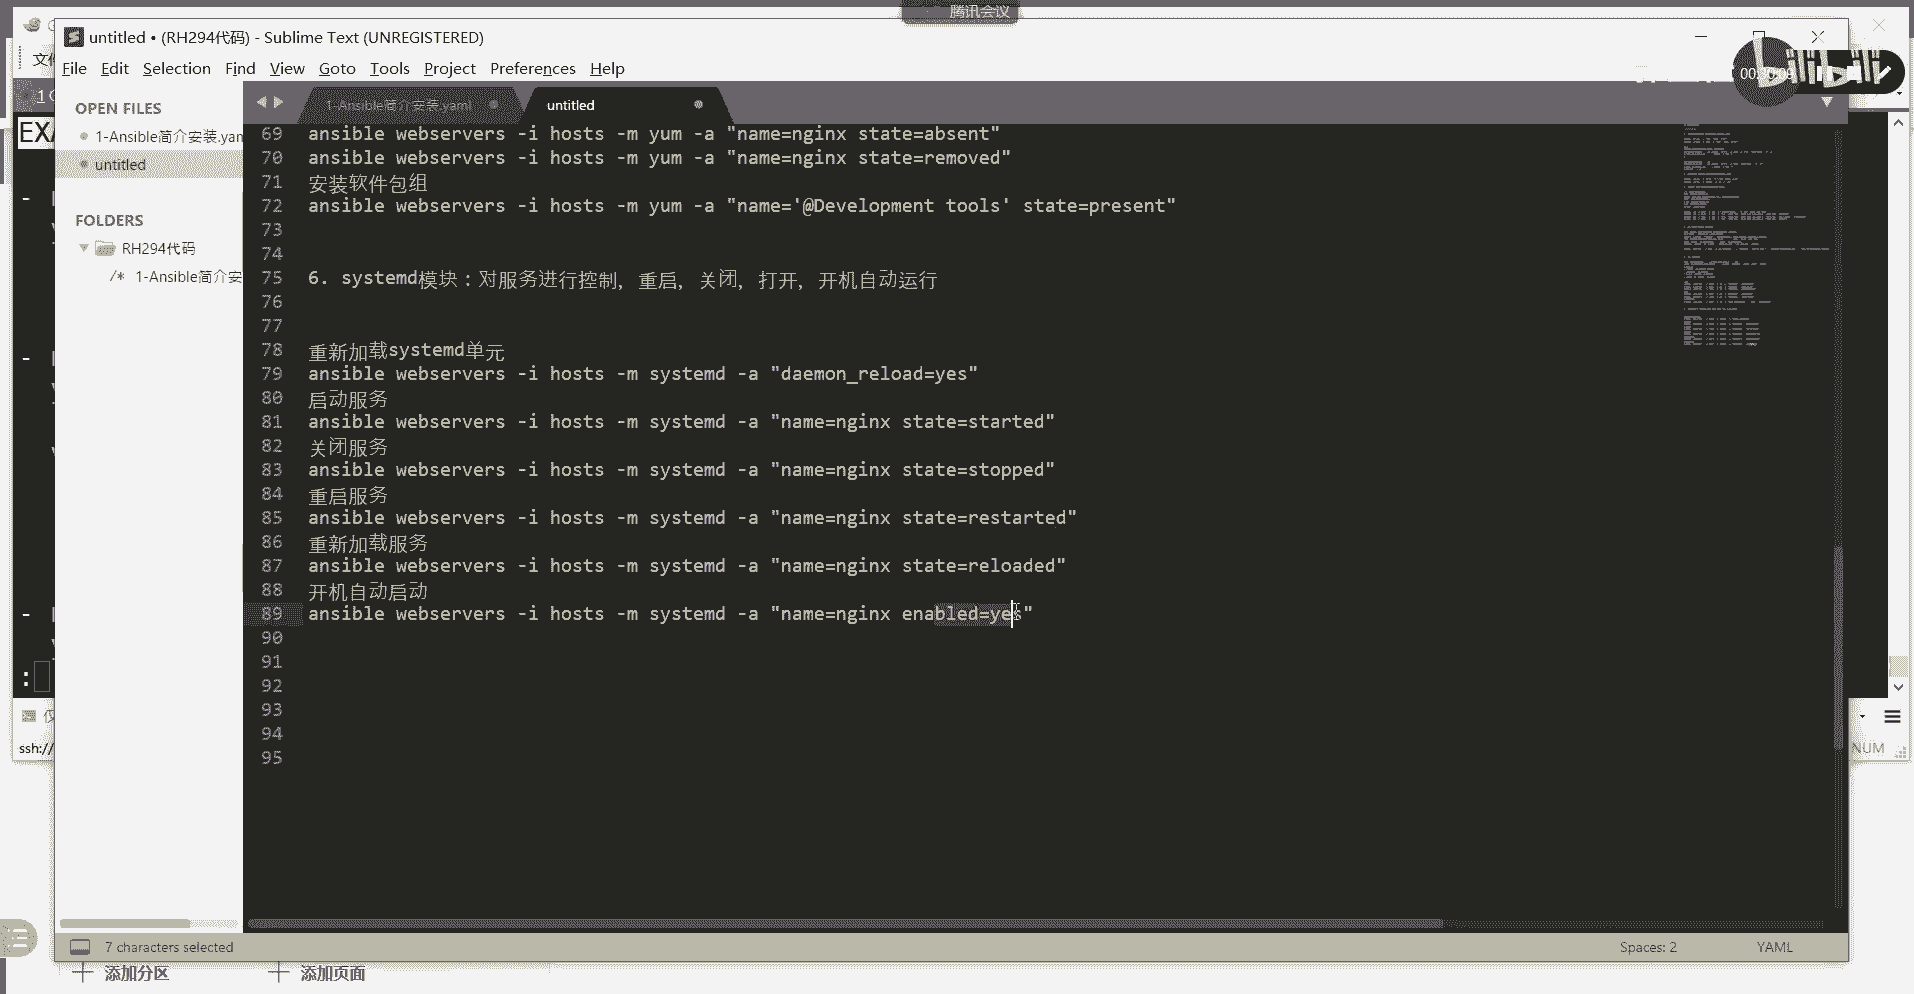 腾讯会议
untitled • (RH294代码) - Sublime Text (UNREGISTERED)
File Edit Selection Find View Goto Tools Project Preferences Help
bilibili
OPEN FILES
1-Ansible简介安装.yam
untitled
FOLDERS
RH294代码
/* 1-Ansible简介安
1-Ansible简介安装.yaml
untitled
69 ansible webservers -i hosts -m yum -a "name=nginx state=absent"
70 ansible webservers -i hosts -m yum -a "name=nginx state=removed"
71 安装软件包组
72 ansible webservers -i hosts -m yum -a "name='@Development tools' state=present"
73
74
75 6. systemd模块：对服务进行控制, 重启, 关闭, 打开, 开机自动运行
76
77
78 重新加载systemd单元
79 ansible webservers -i hosts -m systemd -a "daemon_reload=yes"
80 启动服务
81 ansible webservers -i hosts -m systemd -a "name=nginx state=started"
82 关闭服务
83 ansible webservers -i hosts -m systemd -a "name=nginx state=stopped"
84 重启服务
85 ansible webservers -i hosts -m systemd -a "name=nginx state=restarted"
86 重新加载服务
87 ansible webservers -i hosts -m systemd -a "name=nginx state=reloaded"
88 开机自动启动
89 ansible webservers -i hosts -m systemd -a "name=nginx enabled=yes"
90
91
92
93
94
95
EXA
ssh://
NUM
7 characters selected
Spaces: 2
YAML
添加分区
添加页面